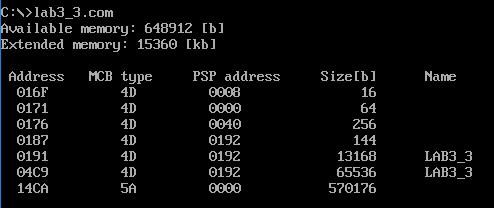 C:\>lab3_3.com
Available memory: 648912 [b]
Extended memory: 15360 [kb]
Address MCB type PSP address Size[b] Name
016F 4D 0008 16
0171 4D 0000 64
0176 4D 0040 256
0187 4D 0192 144
0191 4D 0192 13168 LAB3_3
04C9 4D 0192 65536 LAB3_3
14CA 5A 0000 570176